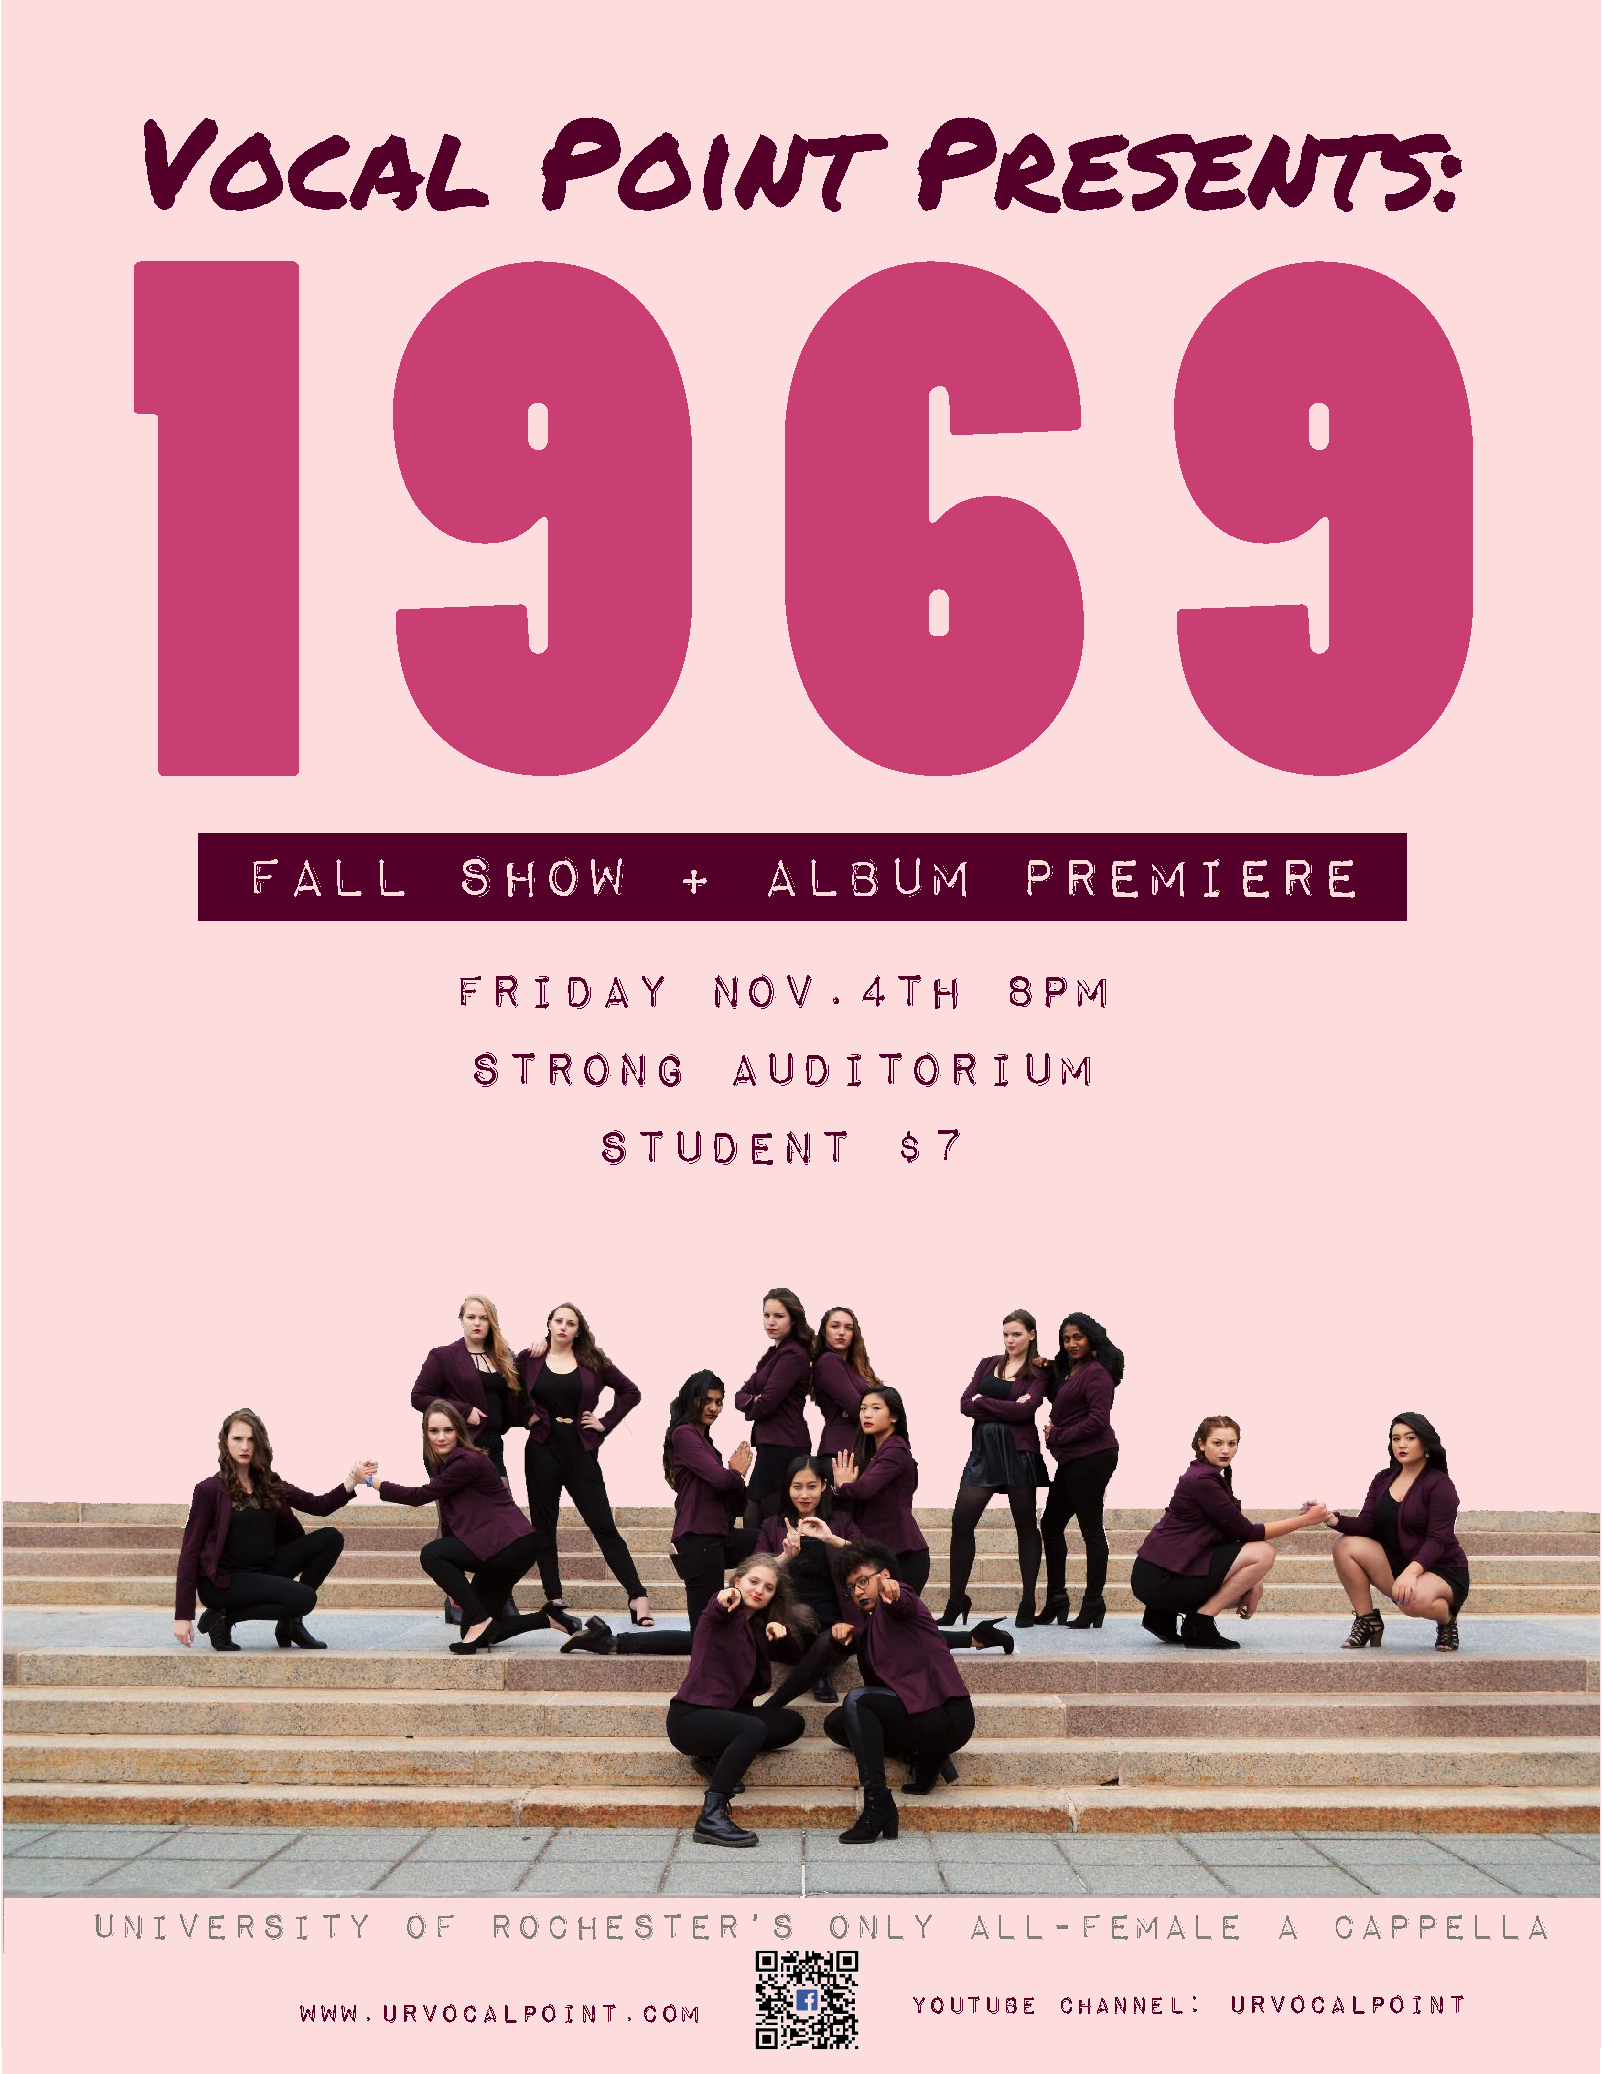 VOCAL POINT PRESENTS:
1969
FALL SHOW + ALBUM PREMIERE
FRIDAY NOV.4TH 8PM
STRONG AUDITORIUM
STUDENT $7
UNIVERSITY OF ROCHESTER'S ONLY ALL-FEMALE A CAPPELLA
WWW.URVOCALPOINT.COM
YOUTUBE CHANNEL: URVOCALPOINT